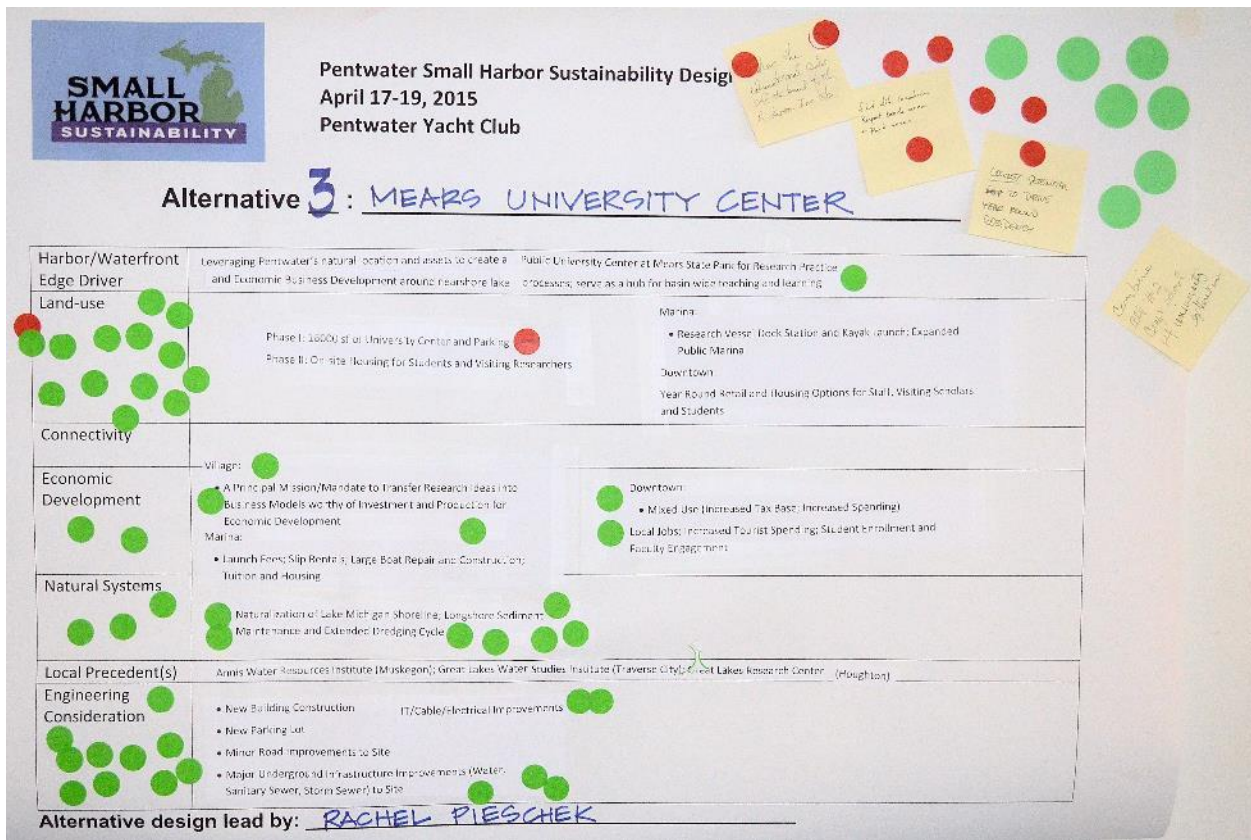 SMALL
HARBOR
SUSTAINABILITY
Pentwater Small Harbor Sustainability Desig
April 17-19, 2015
Pentwater Yacht Club
Alternative 3 : MEARS UNIVERSITY CENTER
LARGEST POTENTIAL
YEAR ROUND
Combine
Harbor/Waterfront
Edge Driver
Leveraging Pentwater's natural location and assets to create a Public University Center at Mears State Park for Research Practice
and Economic Business Development around nearshore lake processes; serve as a hub for basin wide teaching and learning
Land-use
Phase I: 16000 sf of University Center and Parking
Phase II: On-site Housing for Students and Visiting Researchers
Marina:
• Research Vessel Dock Station and Kayak Launch; Expanded
Public Marina
Downtown
Year Round Retail and Housing Options for Staff, Visiting Scholars
and Students
Connectivity
Economic
Development
Village:
• A Principal Mission/Mandate to Transfer Research Ideas into
Business Models worthy of Investment and Production for
Economic Development
Marina:
• Launch Fees; Slip Rentals; Large Boat Repair and Construction;
Tuition and Housing
Downtown
• Mixed Use (Increased Tax Base; Increased Spending)
Local Jobs; Increased Tourist Spending; Student Enrollment and
Faculty Engagement
Natural Systems
Naturalization of Lake Michigan Shoreline; Longshore Sediment
Maintenance and Extended Dredging Cycle
Local Precedent(s)
Annis Water Resources Institute (Muskegon); Great Lakes Water Studies Institute (Traverse City); Great Lakes Research Center (Houghton)
Engineering
Consideration
• New Building Construction IT/Cable/Electrical Improvements
• New Parking Lot
• Minor Road Improvements to Site
• Major Underground Infrastructure Improvements (Water,
Sanitary Sewer, Storm Sewer) to Site
Alternative design lead by: RACHEL PIESCHEK